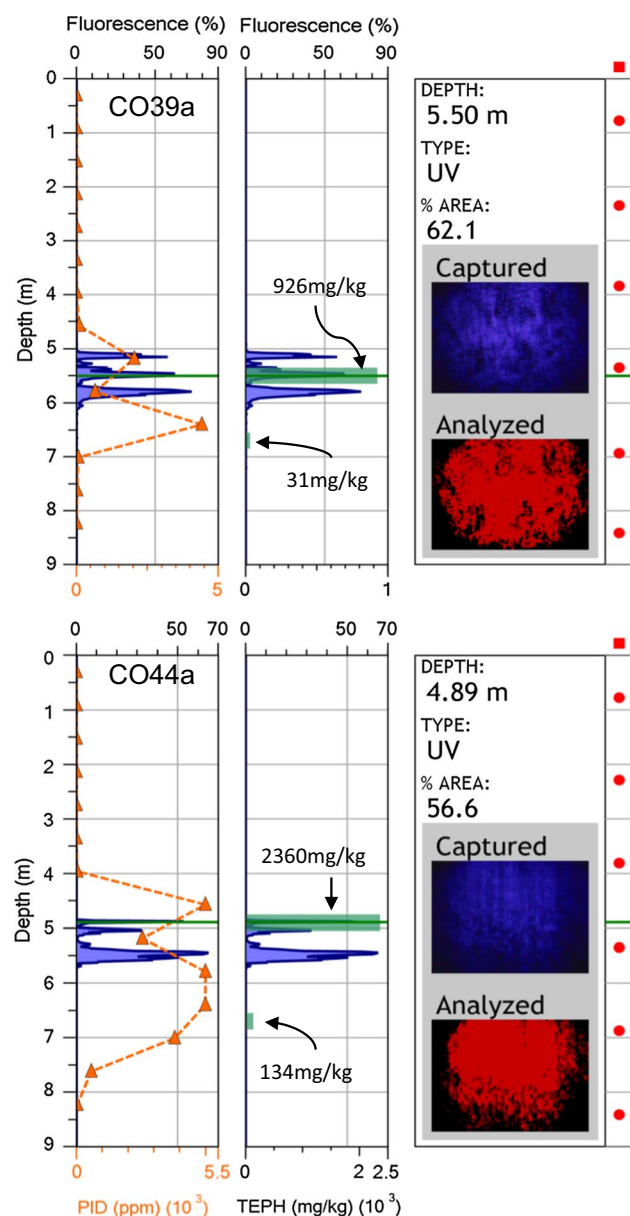 Fluorescence (%)
Fluorescence (%)
0 50 90
0 50 90
CO39a
Depth (m)
0
1
2
3
4
5
6
7
8
9
0 5
926mg/kg
31mg/kg
0 1
DEPTH:
5.50 m
TYPE:
UV
% AREA:
62.1
Captured
Analyzed
0 50 70
0 50 70
CO44a
Depth (m)
0
1
2
3
4
5
6
7
8
9
0 5.5
PID (ppm) (10³)
2360mg/kg
134mg/kg
0 2 2.5
TEPH (mg/kg) (10³)
DEPTH:
4.89 m
TYPE:
UV
% AREA:
56.6
Captured
Analyzed